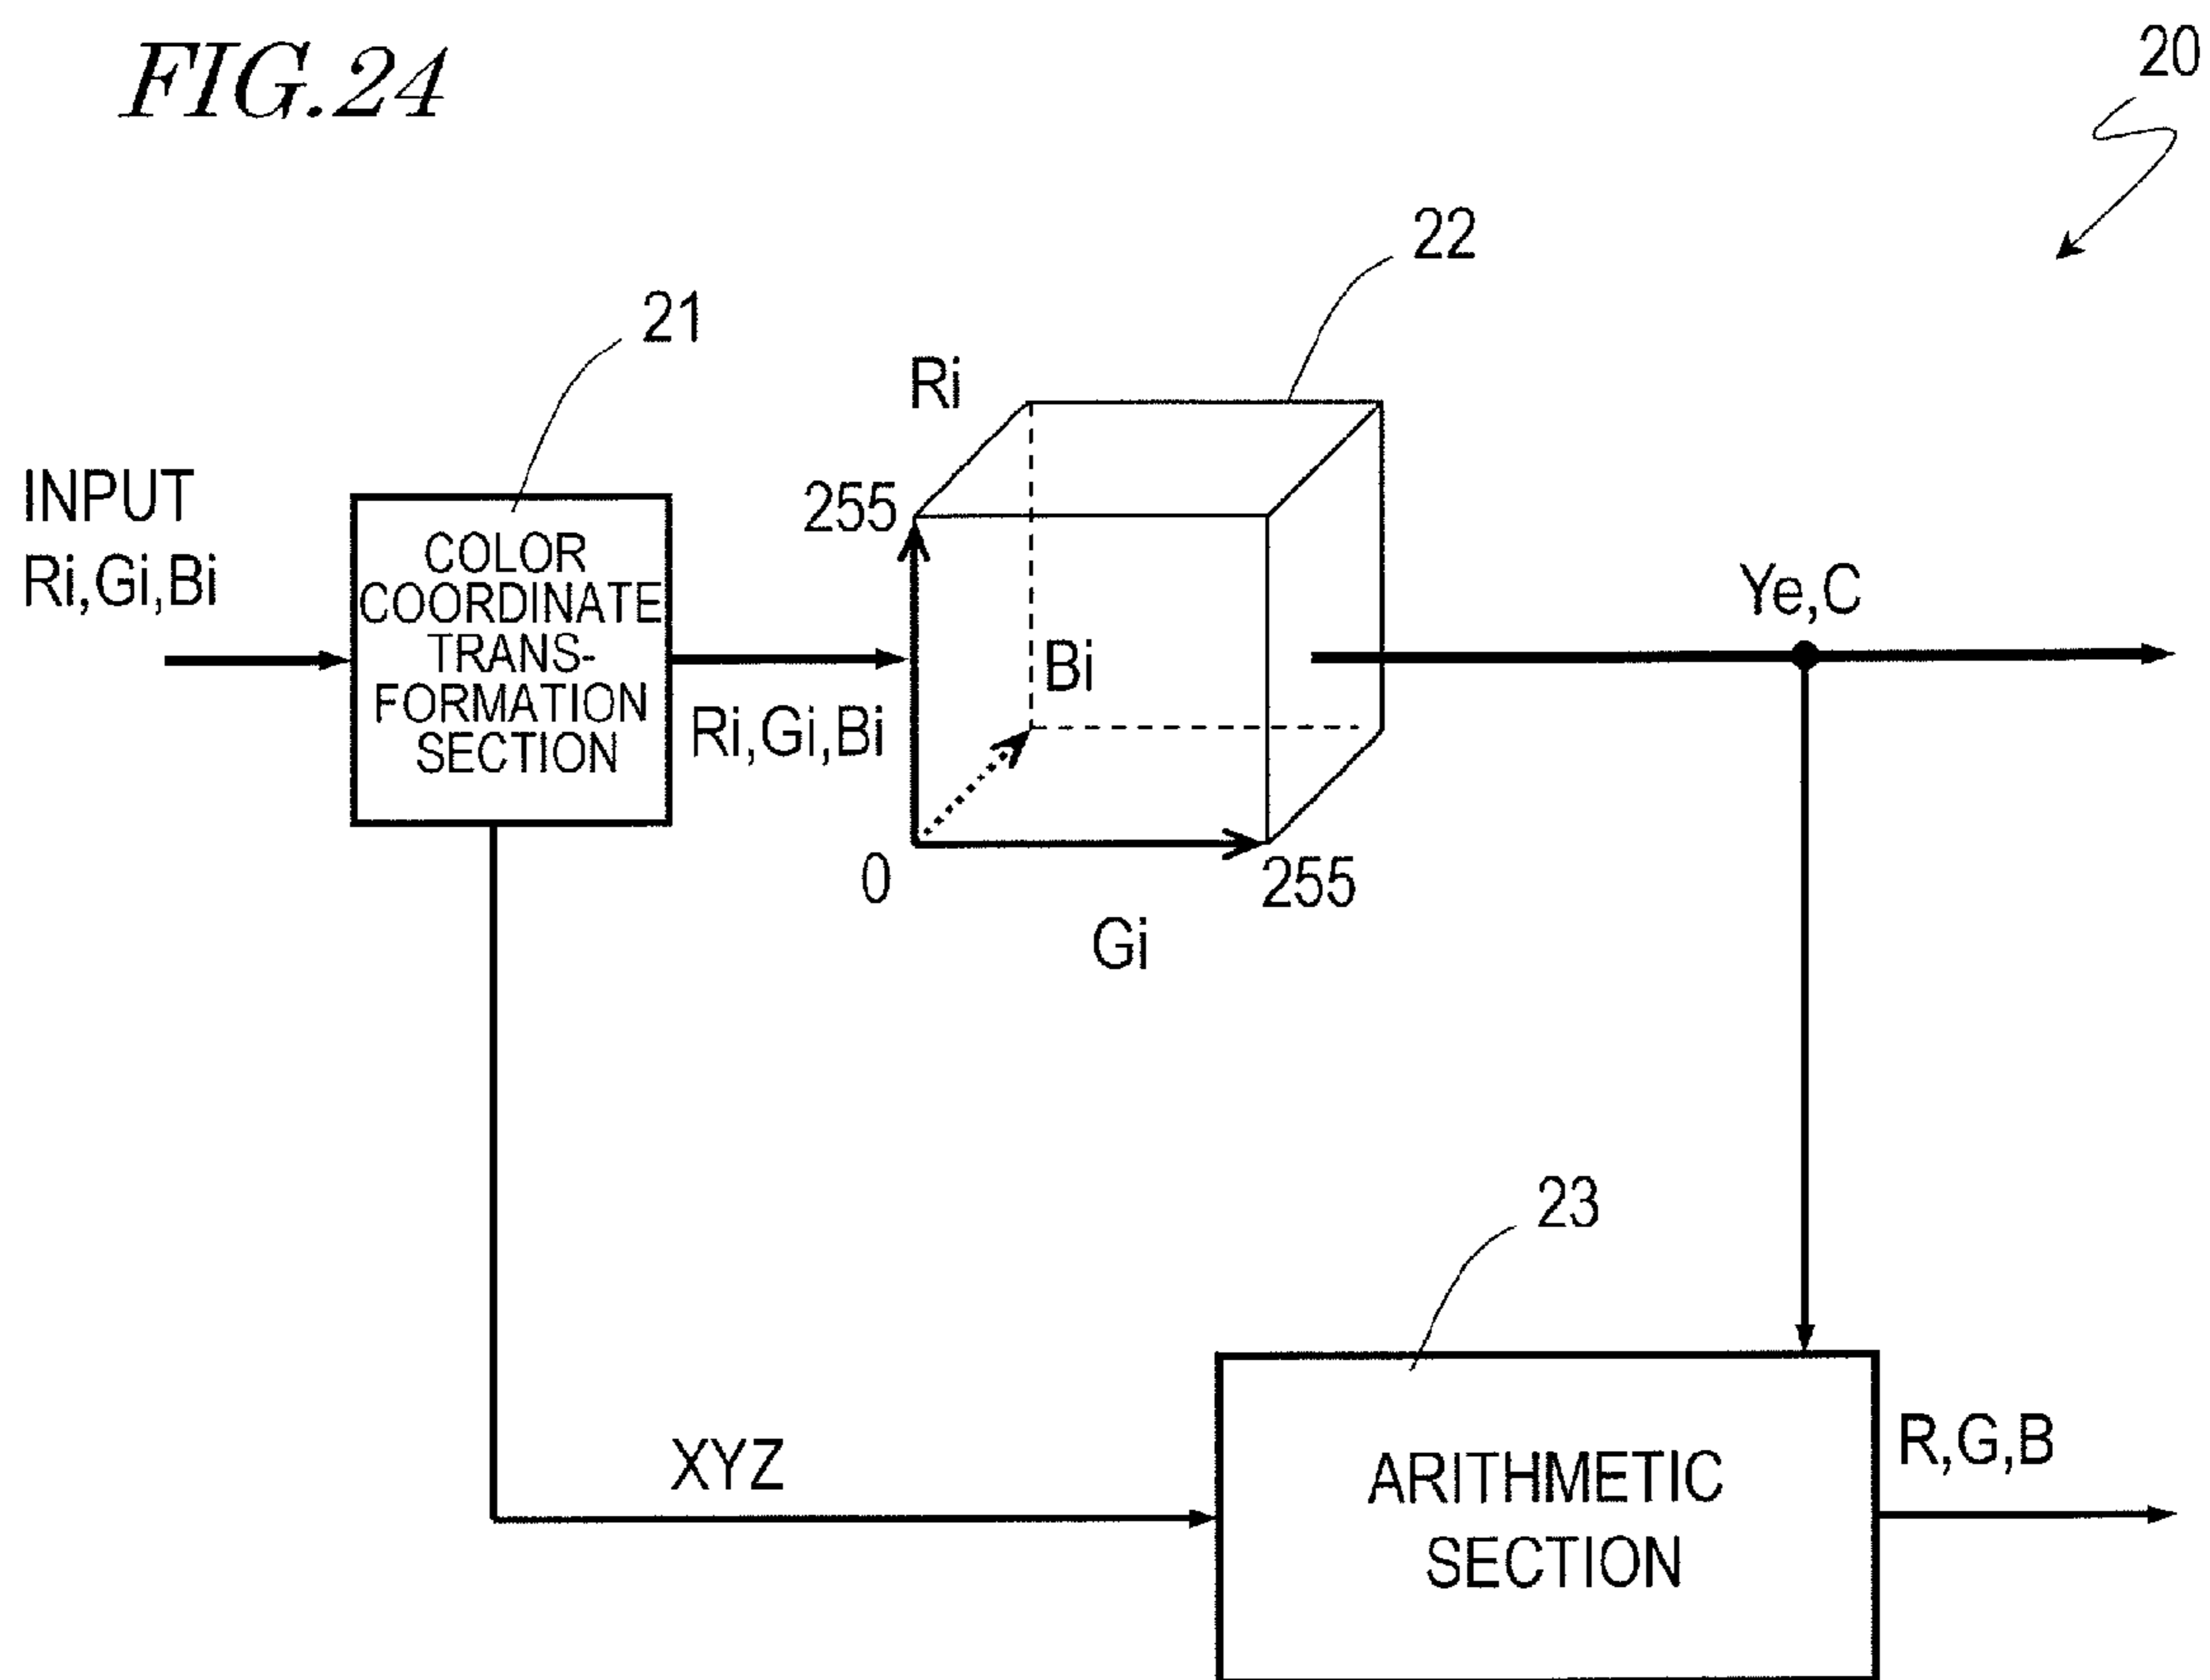 FIG.24
20
22
21
Ri
INPUT
Ri,Gi,Bi
255
COLOR
COORDINATE
TRANS-
FORMATION
SECTION
Ri,Gi,Bi
Bi
Ye,C
0
255
Gi
23
XYZ
ARITHMETIC
SECTION
R,G,B